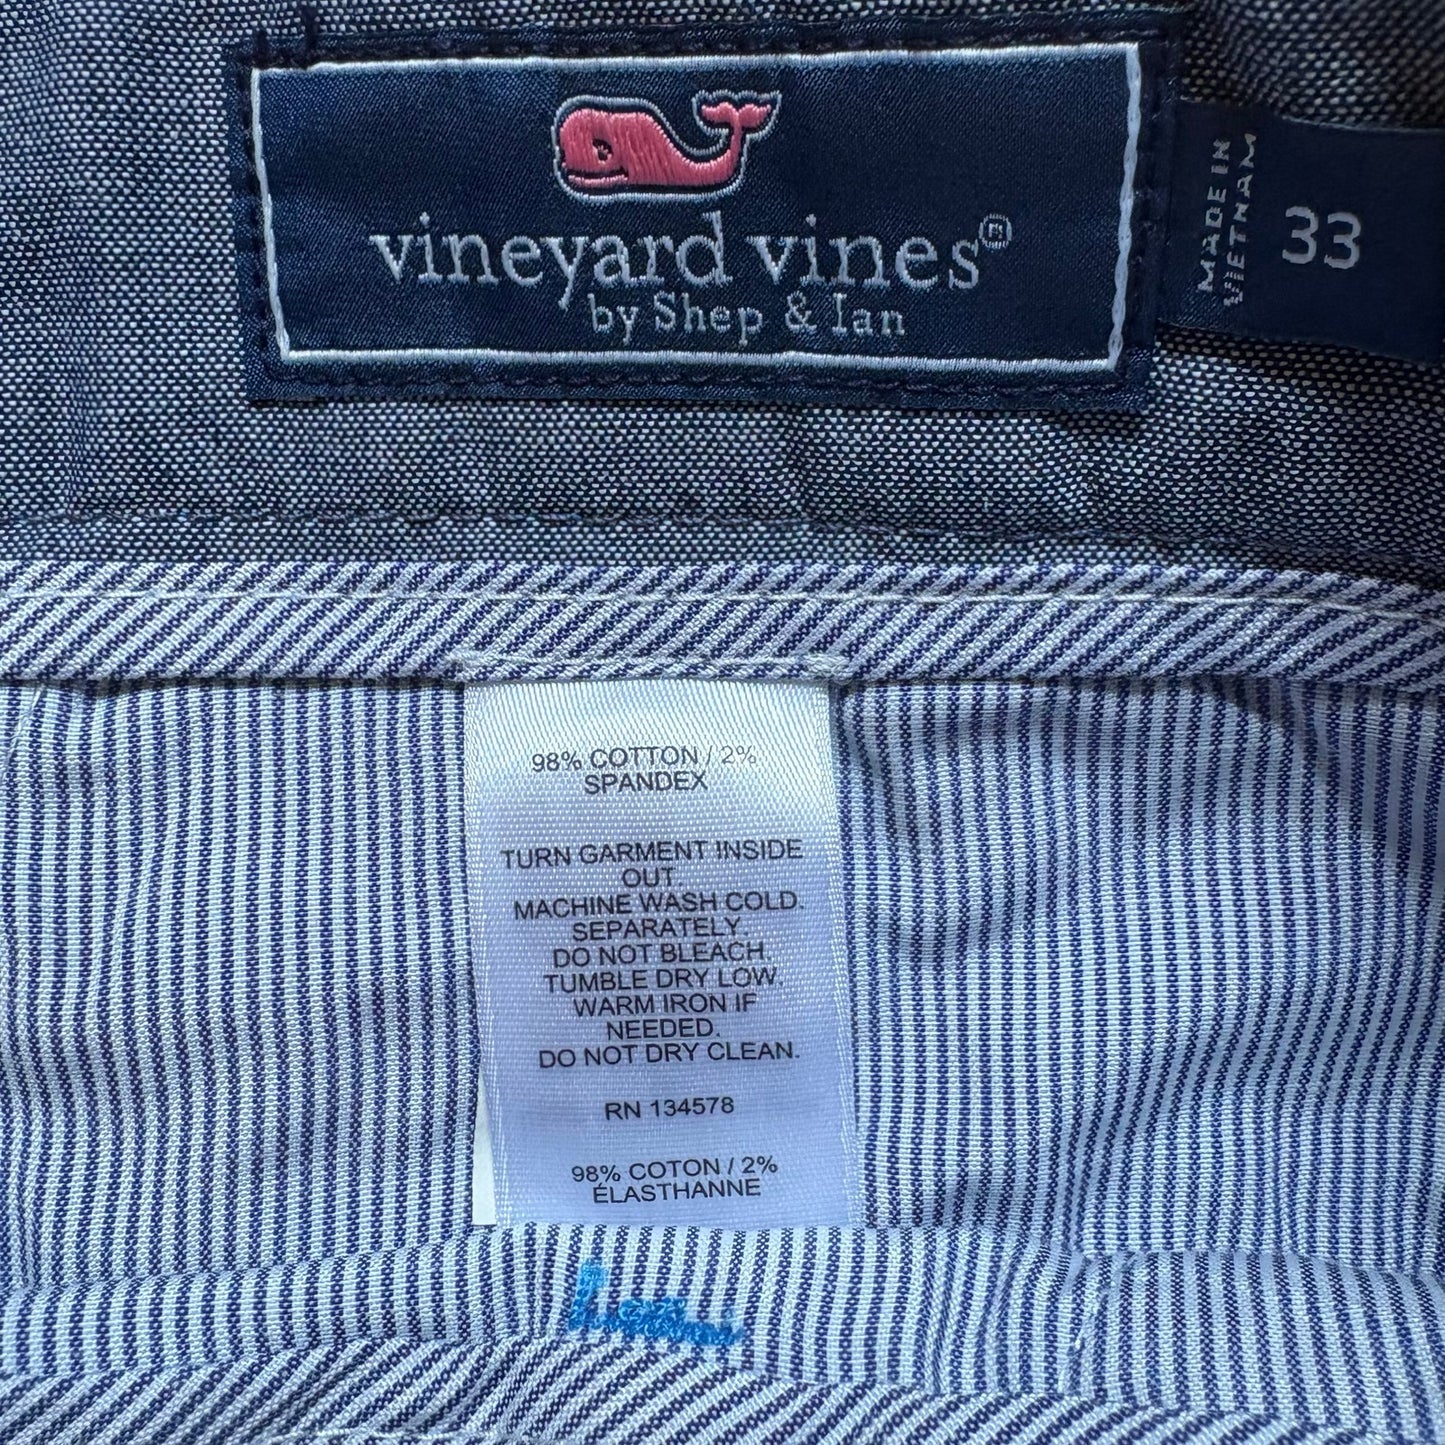 vineyard vines®
by Shep & Ian
MADE IN
VIETNAM
33
98% COTTON / 2%
SPANDEX
TURN GARMENT INSIDE
OUT.
MACHINE WASH COLD.
SEPARATELY.
DO NOT BLEACH.
TUMBLE DRY LOW.
WARM IRON IF
NEEDED.
DO NOT DRY CLEAN.
RN 134578
98% COTON / 2%
ÉLASTHANNE